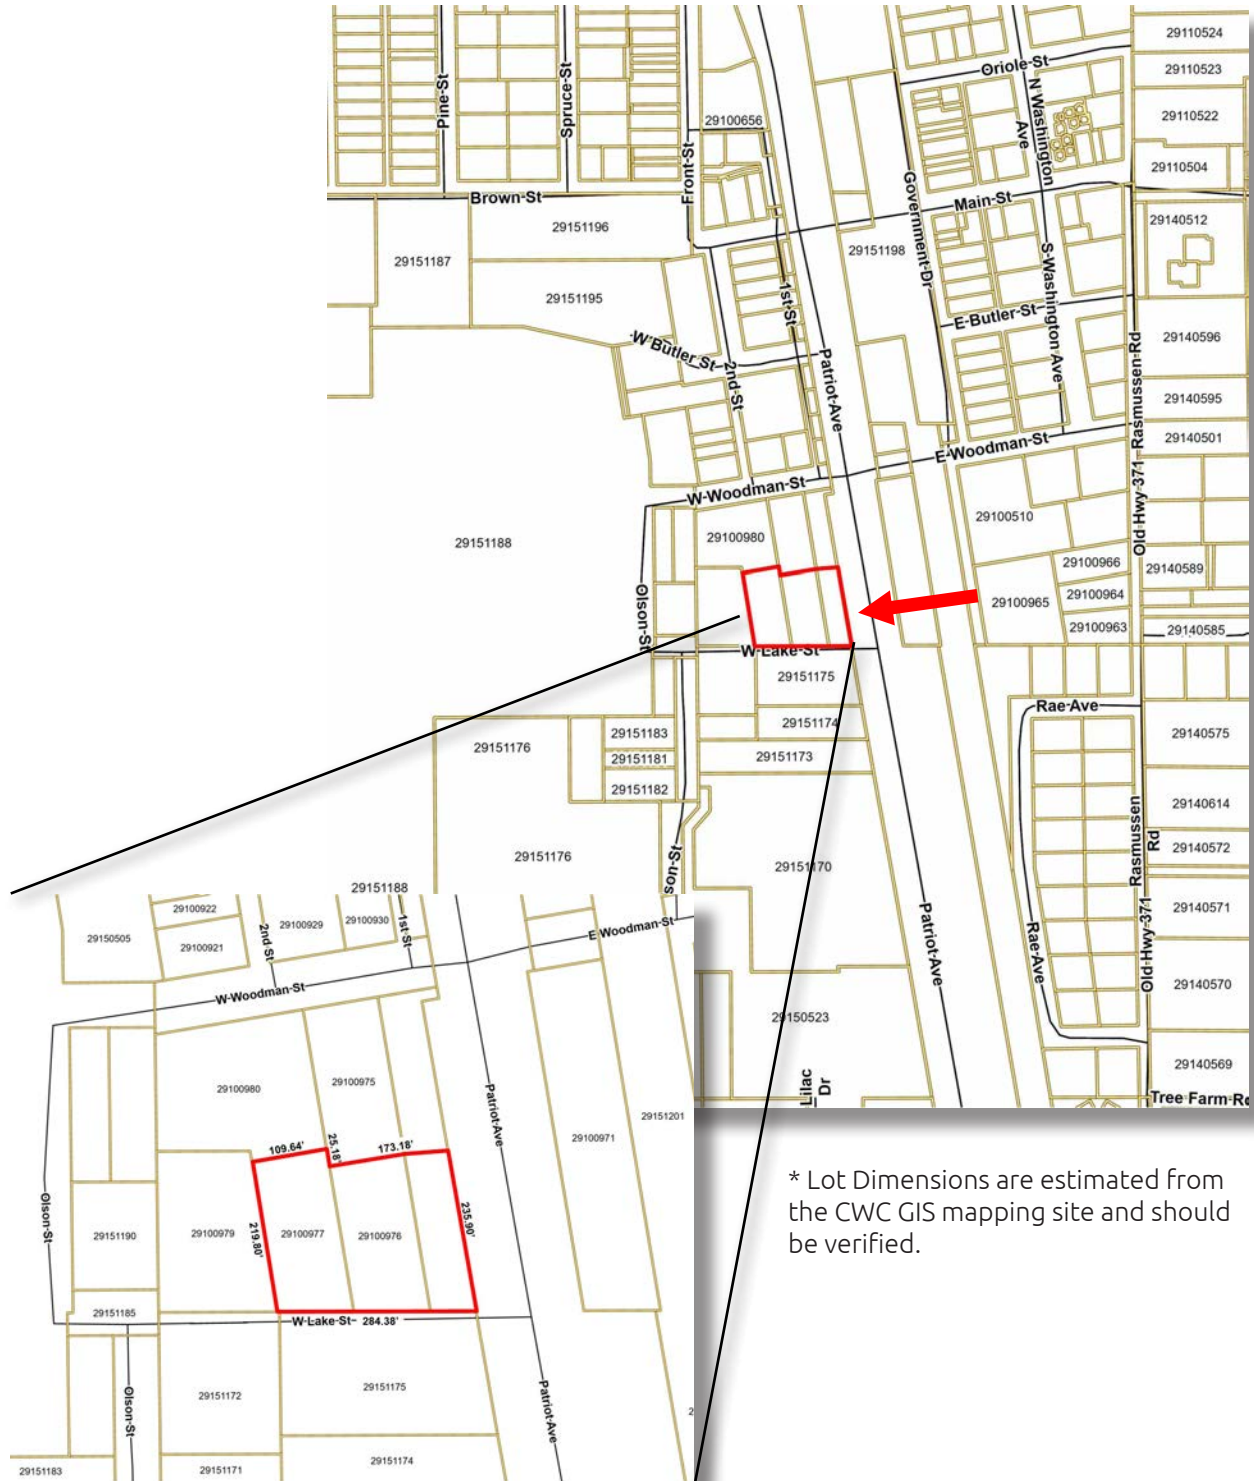 29110524
Oriole St
29110523
Pine St
Spruce St
N Washington Ave
29110522
29100656
Front St
29110504
Government Dr
Brown St
Main St
29140512
29151196
29151198
29151187
S Washington Ave
1st St
29151195
E Butler St
Old Hwy 371 Rasmussen Rd
29140596
W Butler St
Patriot Ave
2nd St
29140595
29140501
E Woodman St
W Woodman St
29100510
29100980
29151188
29100966
29140589
Olson St
29100965
29100964
29100963
29140585
W Lake St
29151175
Rae Ave
29151174
29151183
29140575
29151176
29151173
29151181
29151182
29140614
Rasmussen Rd
29140572
29151176
son St
29151170
29151188
29140571
Old Hwy 371
Patriot Ave
Rae Ave
29140570
29150523
29140569
Lilac Dr
Tree Farm Rd
29100922
29100929
29100930
1st St
29150505
29100921
2nd St
E Woodman St
W Woodman St
29100980
29100975
Patriot Ave
29151201
29100971
109.64'
25.18'
173.18'
Olson St
29151190
29100979
219.80'
29100977
29100976
235.90'
29151185
W Lake St 284.38'
29151172
29151175
Olson St
Patriot Ave
2
29151183
29151171
29151174
* Lot Dimensions are estimated from
the CWC GIS mapping site and should
be verified.